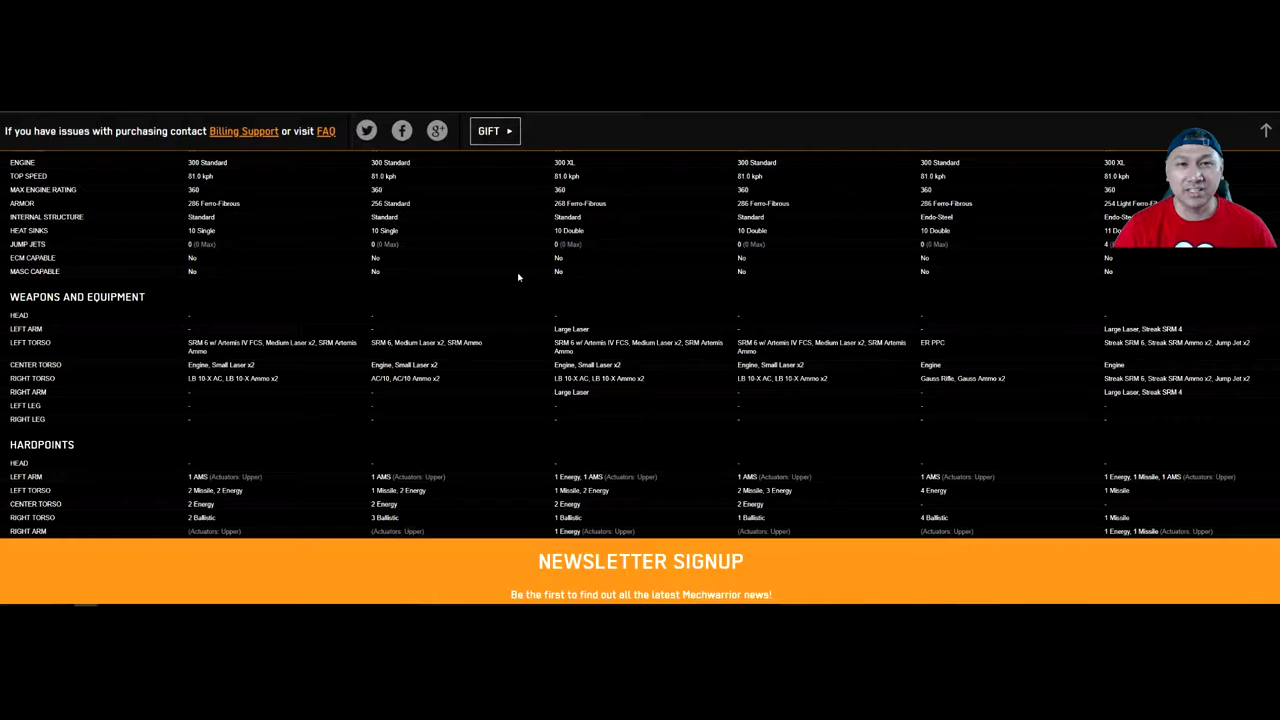 If you have issues with purchasing contact Billing Support or visit FAQ
GIFT
ENGINE 300 Standard 300 Standard 300 XL 300 Standard 300 Standard 300 XL
TOP SPEED 81.0 kph 81.0 kph 81.0 kph 81.0 kph 81.0 kph 81.0 kph
MAX ENGINE RATING 360 360 360 360 360 360
ARMOR 286 Ferro-Fibrous 256 Standard 268 Ferro-Fibrous 286 Ferro-Fibrous 286 Ferro-Fibrous 254 Light
INTERNAL STRUCTURE Standard Standard Standard Standard Endo-Steel
HEAT SINKS 10 Single 10 Single 10 Double 10 Double 10 Double
JUMP JETS 0 (0 Max) 0 (0 Max) 0 (0 Max) 0 (0 Max) 0 (0 Max)
ECM CAPABLE No No No No No No
MASC CAPABLE No No No No No No
WEAPONS AND EQUIPMENT
HEAD - - - - - -
LEFT ARM - - Large Laser - - Large Laser, Streak SRM 4
LEFT TORSO SRM 6 w/ Artemis IV FCS, Medium Laser x2, SRM Artemis SRM 6, Medium Laser x2, SRM Ammo SRM 6 w/ Artemis IV FCS, Medium Laser x2, SRM Artemis SRM 6 w/ Artemis IV FCS, Medium Laser x2, SRM Artemis ER PPC Streak SRM 6, Streak SRM Ammo x2, Jump Jet x2
Ammo Ammo Ammo
CENTER TORSO Engine, Small Laser x2 Engine, Small Laser x2 Engine, Small Laser x2 Engine, Small Laser x2 Engine Engine
RIGHT TORSO LB 10-X AC, LB 10-X Ammo x2 AC/10, AC/10 Ammo x2 LB 10-X AC, LB 10-X Ammo x2 LB 10-X AC, LB 10-X Ammo x2 Gauss Rifle, Gauss Ammo x2 Streak SRM 6, Streak SRM Ammo x2, Jump Jet x2
RIGHT ARM - - Large Laser - - Large Laser, Streak SRM 4
LEFT LEG - - - - - -
RIGHT LEG - - - - - -
HARDPOINTS
HEAD - - - - - -
LEFT ARM 1 AMS (Actuators: Upper) 1 AMS (Actuators: Upper) 1 Energy, 1 AMS (Actuators: Upper) 1 AMS (Actuators: Upper) 1 AMS (Actuators: Upper) 1 Energy, 1 Missile, 1 AMS (Actuators: Upper)
LEFT TORSO 2 Missile, 2 Energy 1 Missile, 2 Energy 1 Missile, 2 Energy 2 Missile, 3 Energy 4 Energy 1 Missile
CENTER TORSO 2 Energy 2 Energy 2 Energy 2 Energy - -
RIGHT TORSO 2 Ballistic 3 Ballistic 1 Ballistic 1 Ballistic 4 Ballistic 1 Missile
RIGHT ARM (Actuators: Upper) (Actuators: Upper) 1 Energy (Actuators: Upper) (Actuators: Upper) (Actuators: Upper) 1 Energy, 1 Missile (Actuators: Upper)
NEWSLETTER SIGNUP
Be the first to find out all the latest Mechwarrior news!